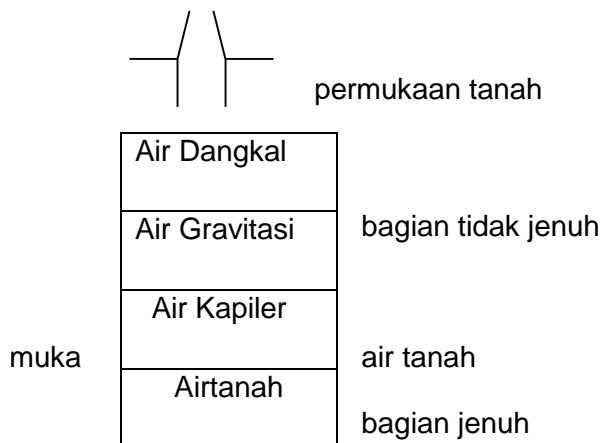 permukaan tanah
Air Dangkal
Air Gravitasi
bagian tidak jenuh
Air Kapiler
muka
air tanah
Airtanah
bagian jenuh